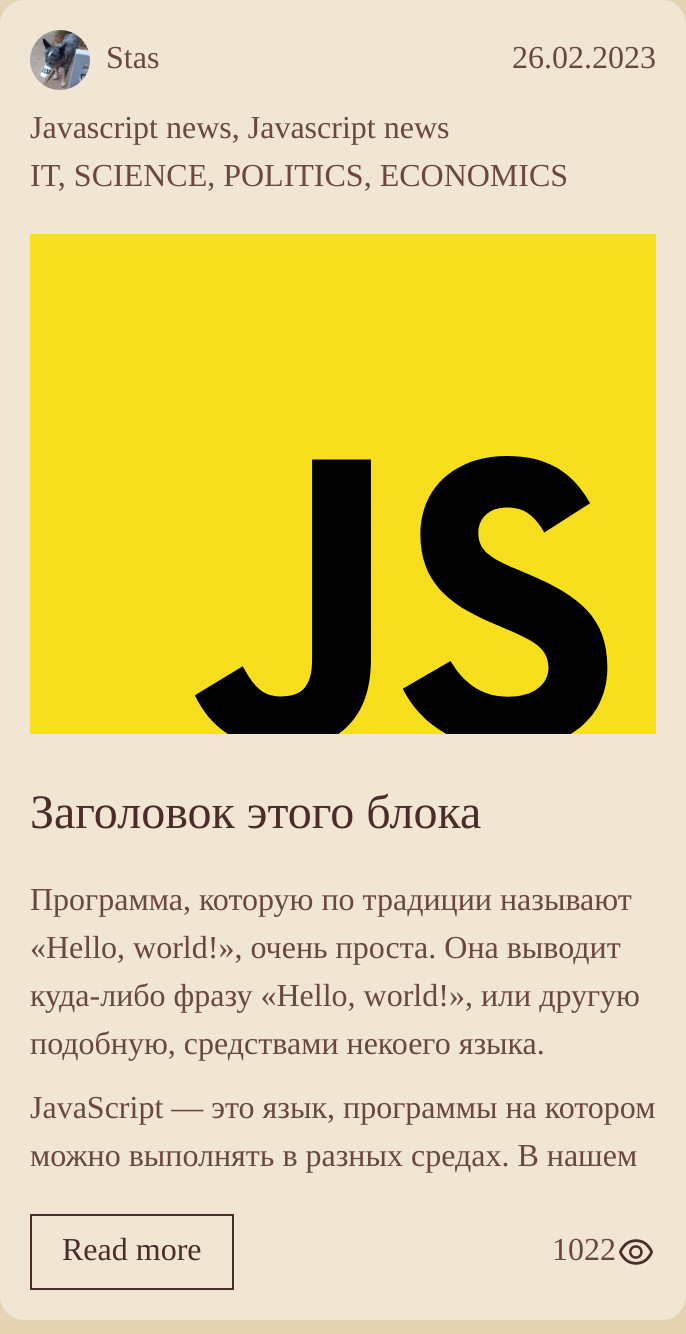 Stas 26.02.2023
Javascript news, Javascript news
IT, SCIENCE, POLITICS, ECONOMICS
JS
Заголовок этого блока
Программа, которую по традиции называют
«Hello, world!», очень проста. Она выводит
куда-либо фразу «Hello, world!», или другую
подобную, средствами некоего языка.
JavaScript — это язык, программы на котором
можно выполнять в разных средах. В нашем
Read more 1022